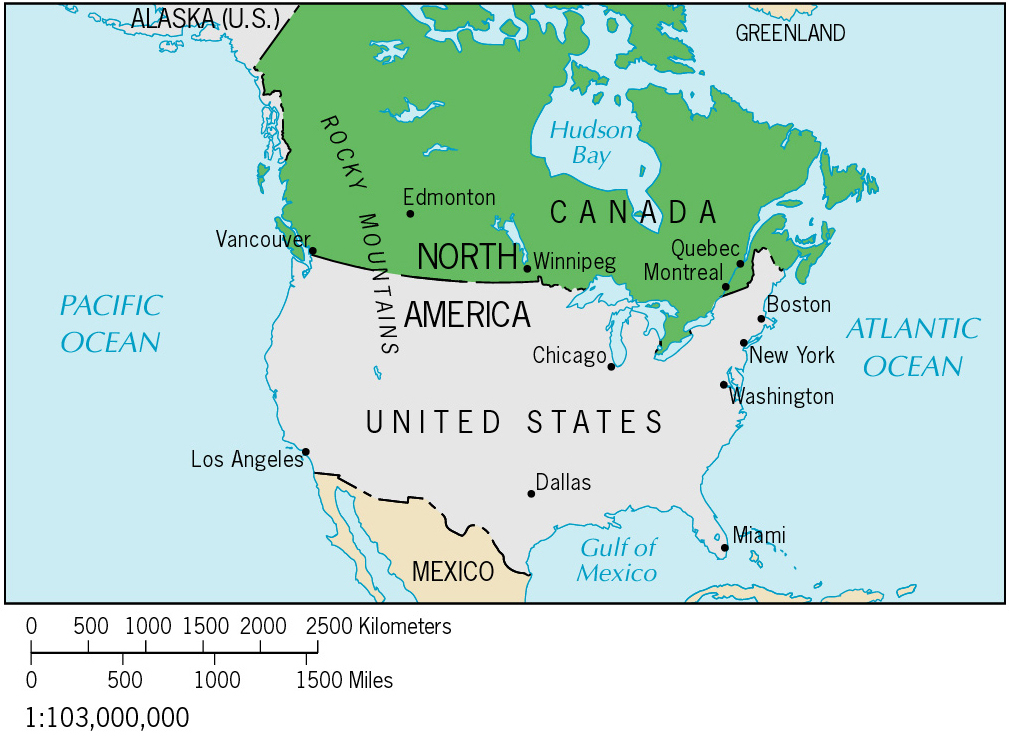 ALASKA (U.S.)
GREENLAND
Hudson
Bay
ROCKY MOUNTAINS
Edmonton
CANADA
Vancouver
NORTH
AMERICA
Winnipeg
Quebec
Montreal
PACIFIC
OCEAN
Boston
ATLANTIC
OCEAN
Chicago
New York
Washington
UNITED STATES
Los Angeles
Dallas
Miami
Gulf of
Mexico
MEXICO
0 500 1000 1500 2000 2500 Kilometers
0 500 1000 1500 Miles
1:103,000,000